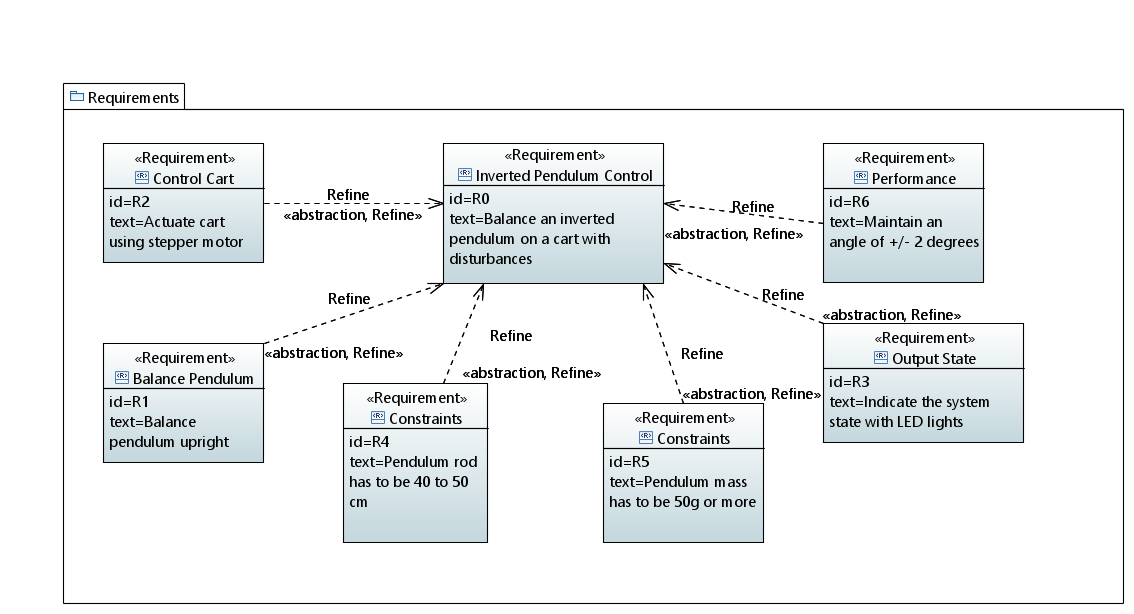 Requirements
«Requirement»
Control Cart
id=R2
text=Actuate cart
using stepper motor
Refine
«abstraction, Refine»
«Requirement»
Inverted Pendulum Control
id=R0
text=Balance an inverted
pendulum on a cart with
disturbances
Refine
«abstraction, Refine»
«Requirement»
Performance
id=R6
text=Maintain an
angle of +/- 2 degrees
Refine
«abstraction, Refine»
«Requirement»
Balance Pendulum
id=R1
text=Balance
pendulum upright
Refine
«abstraction, Refine»
«Requirement»
Constraints
id=R4
text=Pendulum rod
has to be 40 to 50
cm
Refine
«abstraction, Refine»
«Requirement»
Constraints
id=R5
text=Pendulum mass
has to be 50g or more
Refine
«abstraction, Refine»
«Requirement»
Output State
id=R3
text=Indicate the system
state with LED lights